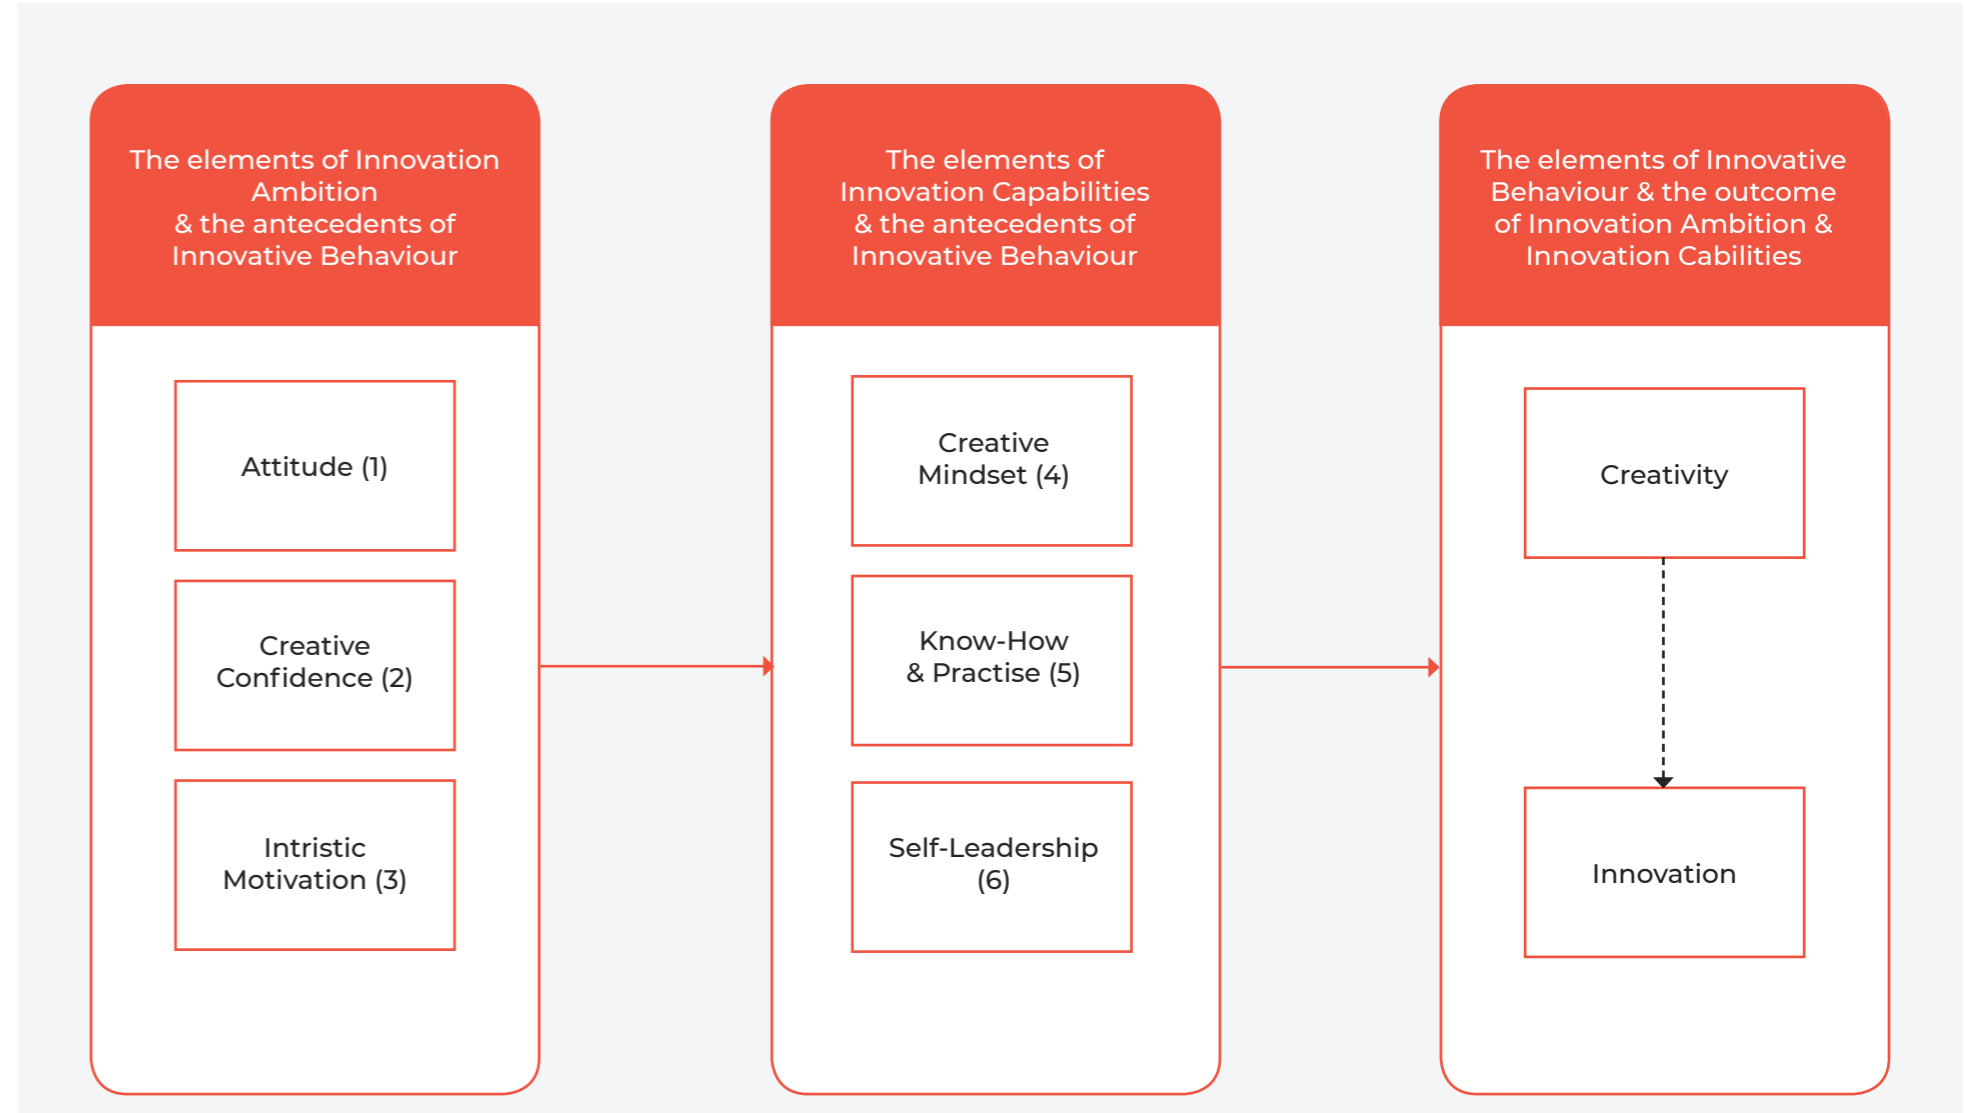 The elements of Innovation
Ambition
& the antecedents of
Innovative Behaviour
Attitude (1)
Creative
Confidence (2)
Intristic
Motivation (3)
The elements of
Innovation Capabilities
& the antecedents of
Innovative Behaviour
Creative
Mindset (4)
Know-How
& Practise (5)
Self-Leadership
(6)
The elements of Innovative
Behaviour & the outcome
of Innovation Ambition &
Innovation Cabilities
Creativity
Innovation